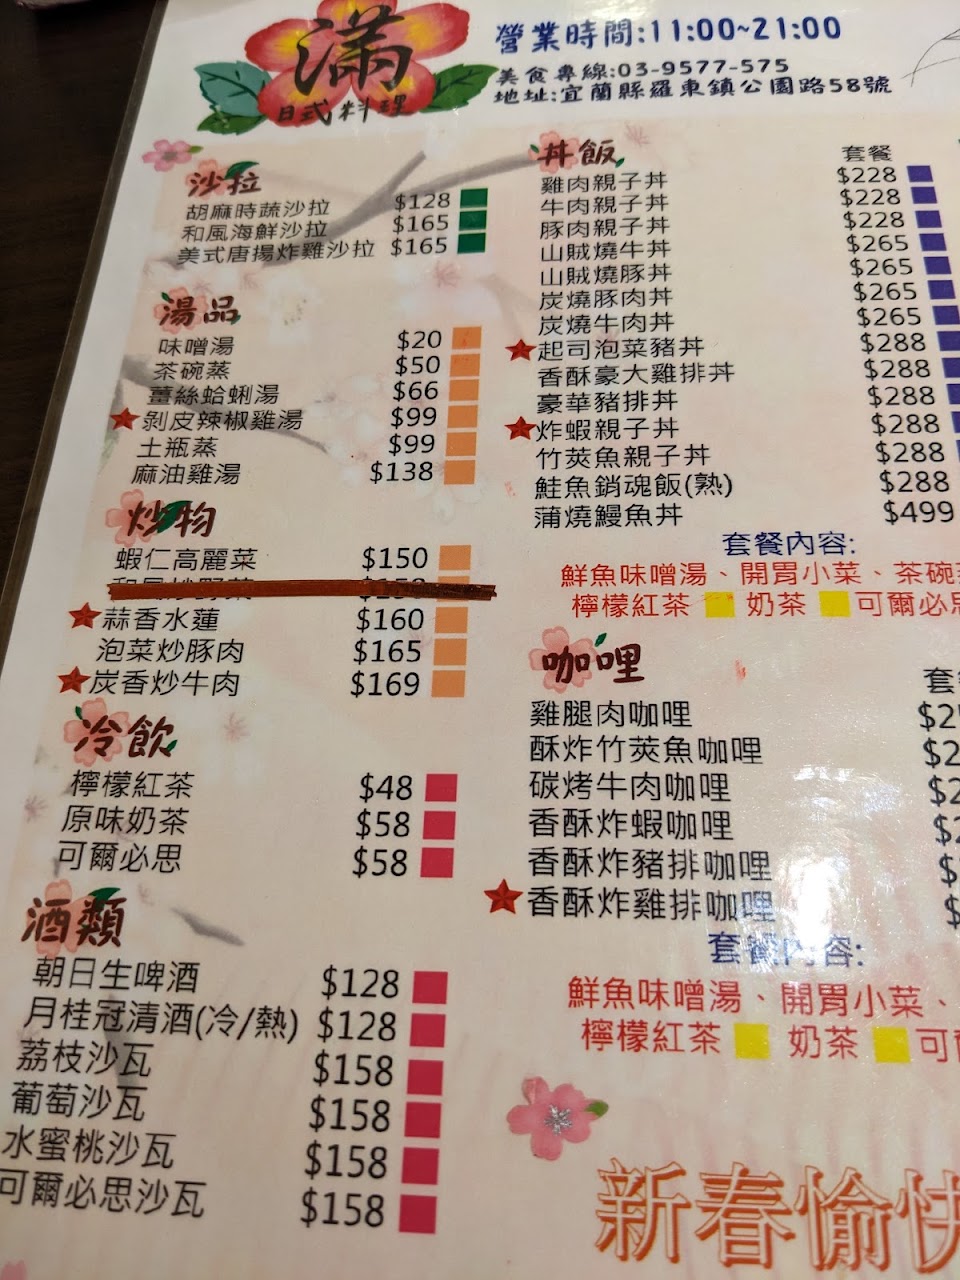 滿
日式料理
營業時間:11:00~21:00
美食專線:03-9577-575
地址:宜蘭縣羅東鎮公園路58號
沙拉
胡麻時蔬沙拉 $128
和風海鮮沙拉 $165
美式唐揚炸雞沙拉 $165
湯品
味噌湯 $20
茶碗蒸 $50
薑絲蛤蜊湯 $66
剝皮辣椒雞湯 $99
土瓶蒸 $99
麻油雞湯 $138
炒物
蝦仁高麗菜 $150
蒜香水蓮 $160
泡菜炒豚肉 $165
炭香炒牛肉 $169
冷飲
檸檬紅茶 $48
原味奶茶 $58
可爾必思 $58
酒類
朝日生啤酒 $128
月桂冠清酒(冷/熱) $128
荔枝沙瓦 $158
葡萄沙瓦 $158
水蜜桃沙瓦 $158
可爾必思沙瓦 $158
丼飯 套餐
雞肉親子丼 $228
牛肉親子丼 $228
豚肉親子丼 $228
山賊燒牛丼 $265
山賊燒豚丼 $265
炭燒豚肉丼 $265
炭燒牛肉丼 $265
起司泡菜豬丼 $288
香酥豪大雞排丼 $288
豪華豬排丼 $288
炸蝦親子丼 $288
竹莢魚親子丼 $288
鮭魚銷魂飯(熟) $288
蒲燒鰻魚丼 $499
套餐內容:
鮮魚味噌湯、開胃小菜、茶碗
檸檬紅茶 奶茶 可爾必思
咖哩 套
雞腿肉咖哩 $2
酥炸竹莢魚咖哩 $2
碳烤牛肉咖哩 $2
香酥炸蝦咖哩 $2
香酥炸豬排咖哩 $
香酥炸雞排咖哩 $
套餐內容:
鮮魚味噌湯、開胃小菜、
檸檬紅茶 奶茶 可
新春愉快